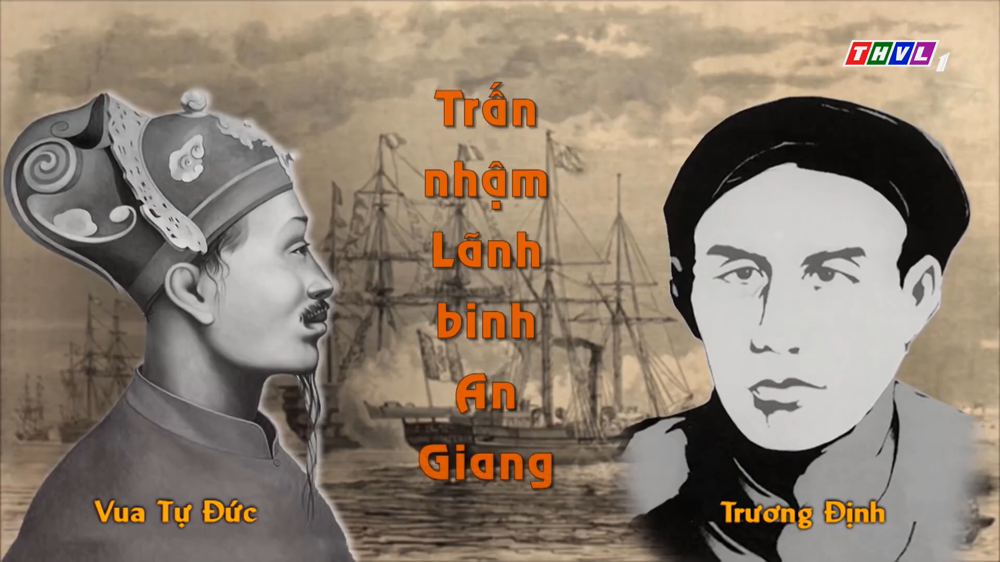 THVL1
Trấn
nhậm
Lãnh
binh
An
Giang
Vua Tự Đức
Trương Định